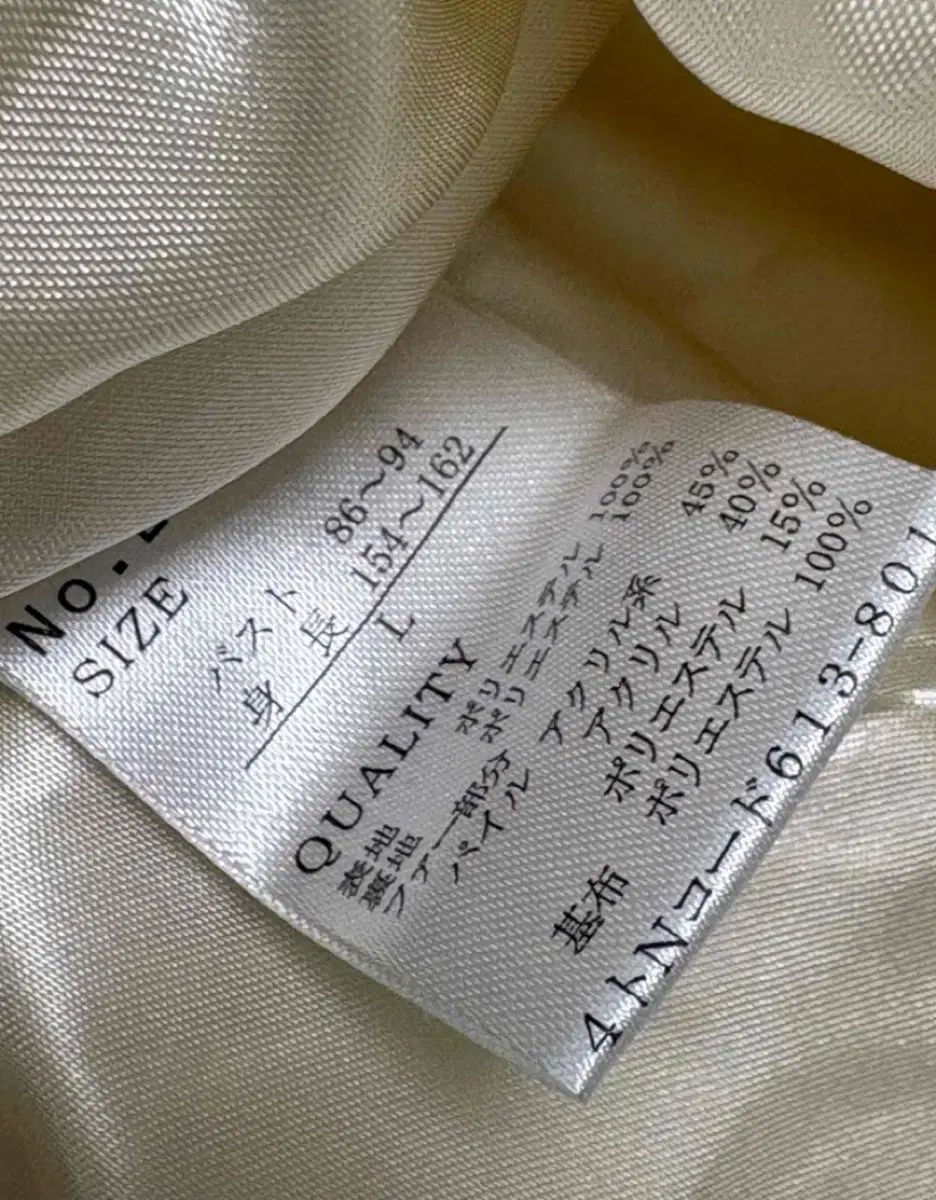 No.
SIZE
バスト 86〜94
身長 154〜162
L
QUALITY
表地 ポリエステル 100%
裏地 ポリエステル 100%
ファー部分
パイル アクリル系 45%
アクリル 40%
ポリエステル 15%
基布 ポリエステル 100%
4トNコード613-801